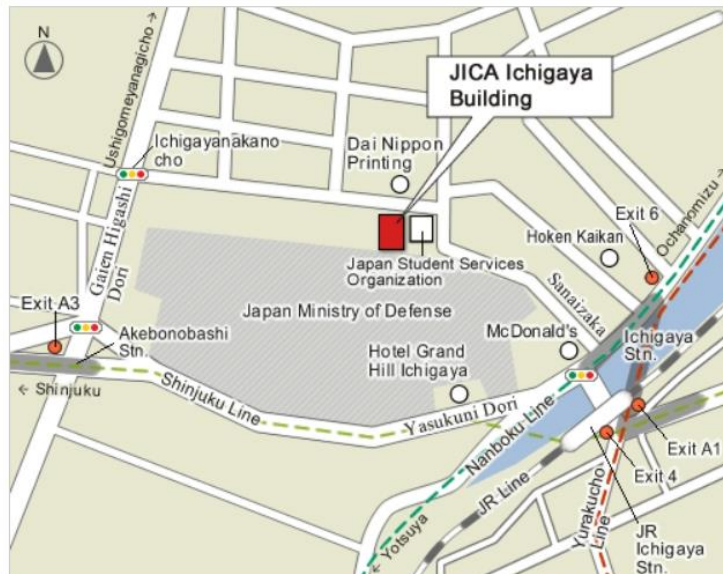 N
Ushigomeyanagicho
JICA Ichigaya
Building
Ichigayanakano
cho
Dai Nippon
Printing
Ochanomizu
Exit 6
Hoken Kaikan
Gaien Higashi
Dori
Japan Student Services
Organization
Sanaizaka
Exit A3
Japan Ministry of Defense
Akebonobashi
Stn.
McDonald's
Ichigaya
Stn.
Hotel Grand
Hill Ichigaya
← Shinjuku
Shinjuku Line
Yasukuni Dori
Nanboku Line
Exit A1
JR Line
Exit 4
← Yotsuya
Yurakucho
Line
JR
Ichigaya
Stn.